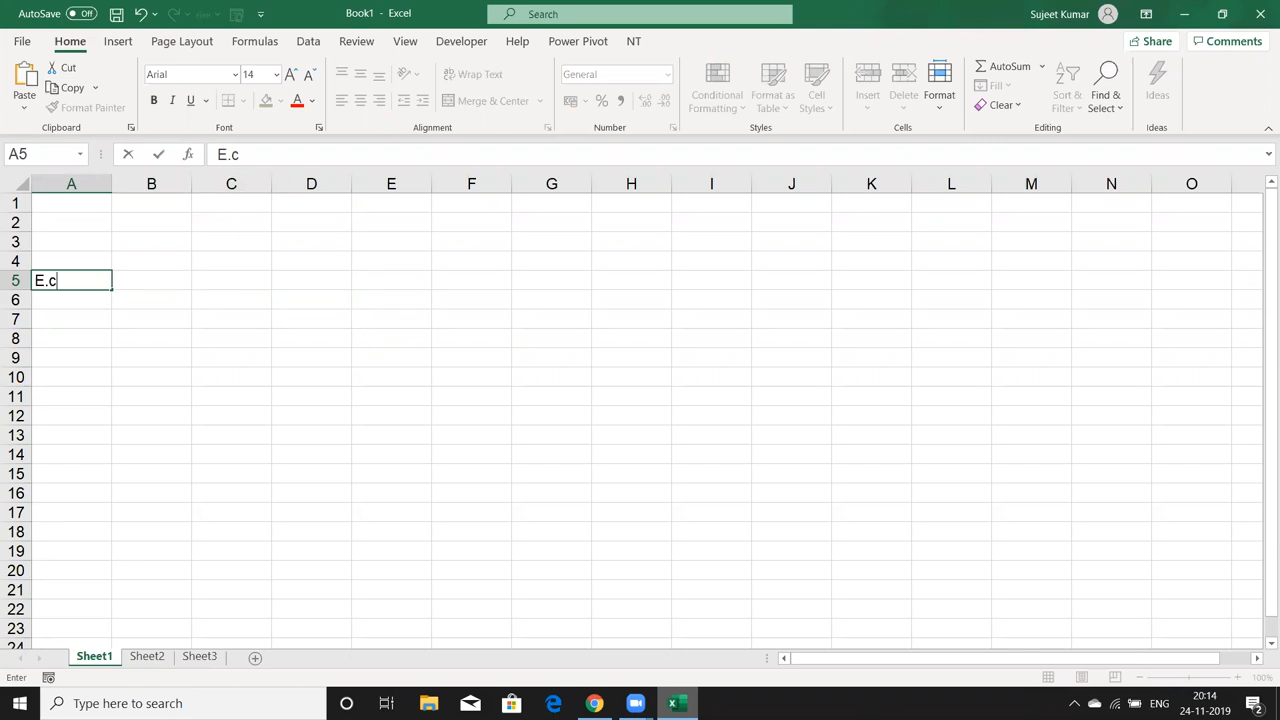 AutoSave Off Book1 - Excel Search Sujeet Kumar
File Home Insert Page Layout Formulas Data Review View Developer Help Power Pivot NT Share Comments
Paste Cut Copy Format Painter Clipboard
Arial 14 B I U A Font
Wrap Text Merge & Center Alignment
General % , Number
Conditional Formatting Format as Table Cell Styles Styles
Insert Delete Format Cells
AutoSum Fill Clear Sort & Filter Find & Select Editing
Ideas Ideas
A5 fx E.c
A B C D E F G H I J K L M N O
1
2
3
4
5 E.c
6
7
8
9
10
11
12
13
14
15
16
17
18
19
20
21
22
23
24
Sheet1 Sheet2 Sheet3
Enter 100%
Type here to search ENG 20:14
24-11-2019 2